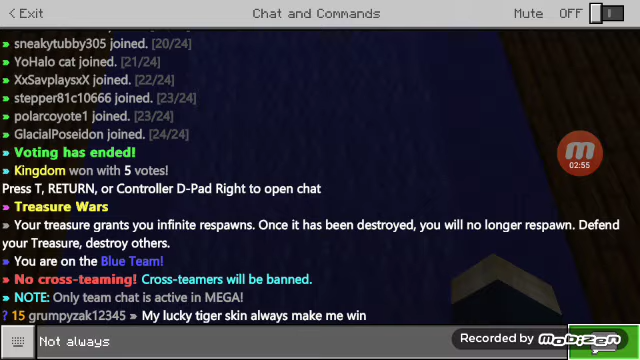 < Exit
Chat and Commands
Mute OFF
» sneakytubby305 joined. [20/24]
» YoHalo cat joined. [21/24]
» XxSavplaysxX joined. [22/24]
» stepper81c10666 joined. [23/24]
» polarcoyote1 joined. [23/24]
» GlacialPoseidon joined. [24/24]
» Voting has ended!
» Kingdom won with 5 votes!
Press T, RETURN, or Controller D-Pad Right to open chat
» Treasure Wars
» Your treasure grants you infinite respawns. Once it has been destroyed, you will no longer respawn. Defend
your Treasure, destroy others.
» You are on the Blue Team!
» No cross-teaming! Cross-teamers will be banned.
» NOTE: Only team chat is active in MEGA!
? 15 grumpyzak12345 » My lucky tiger skin always make me win
02:55
Not always
Recorded by Mobizen